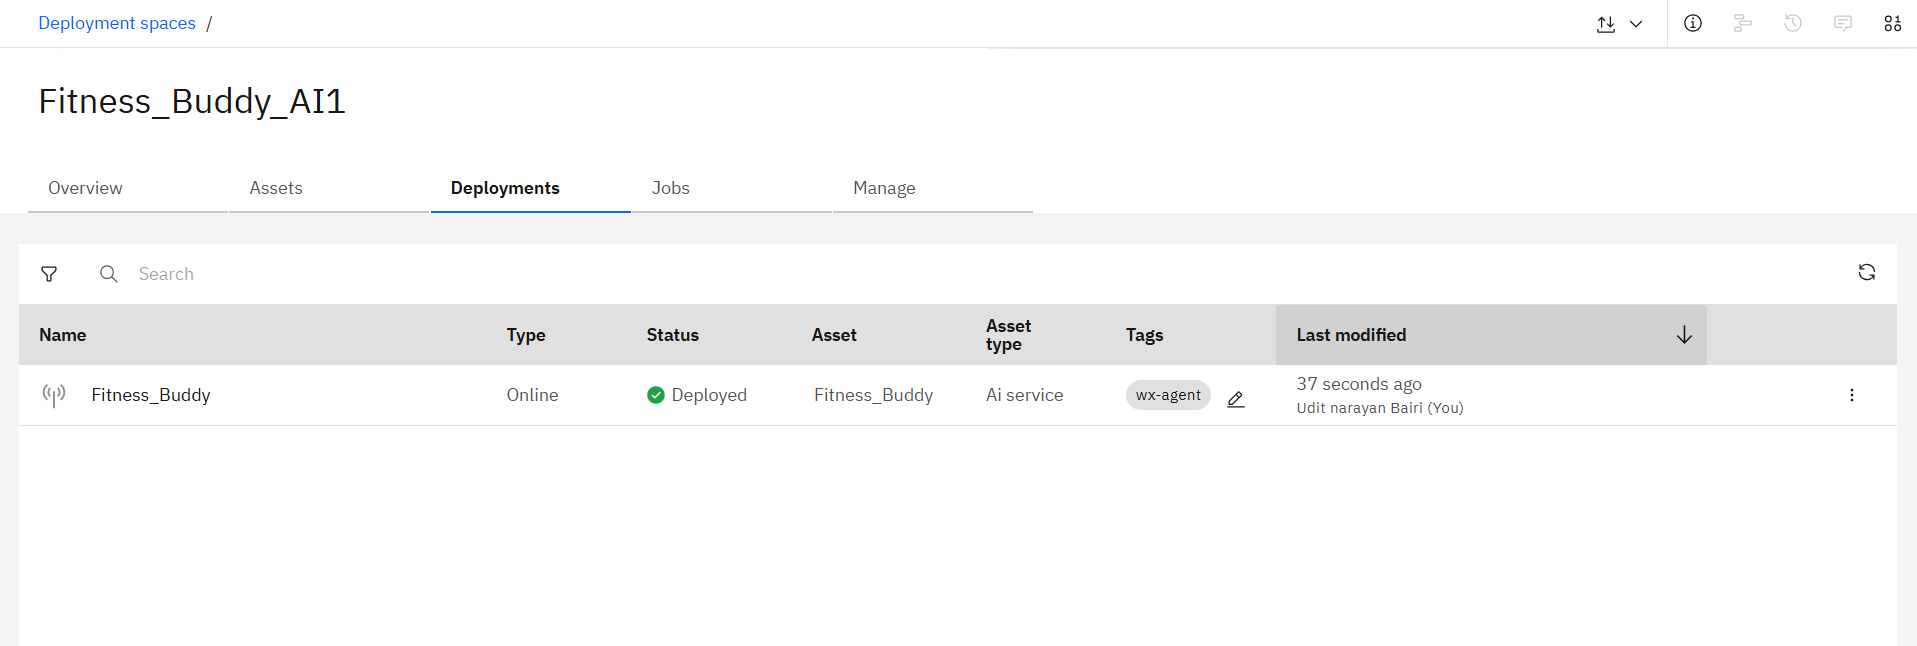 Deployment spaces /
Fitness_Buddy_AI1
Overview Assets Deployments Jobs Manage
Search
Name Type Status Asset Asset type Tags Last modified
Fitness_Buddy Online Deployed Fitness_Buddy Ai service wx-agent 37 seconds ago
Udit narayan Bairi (You)